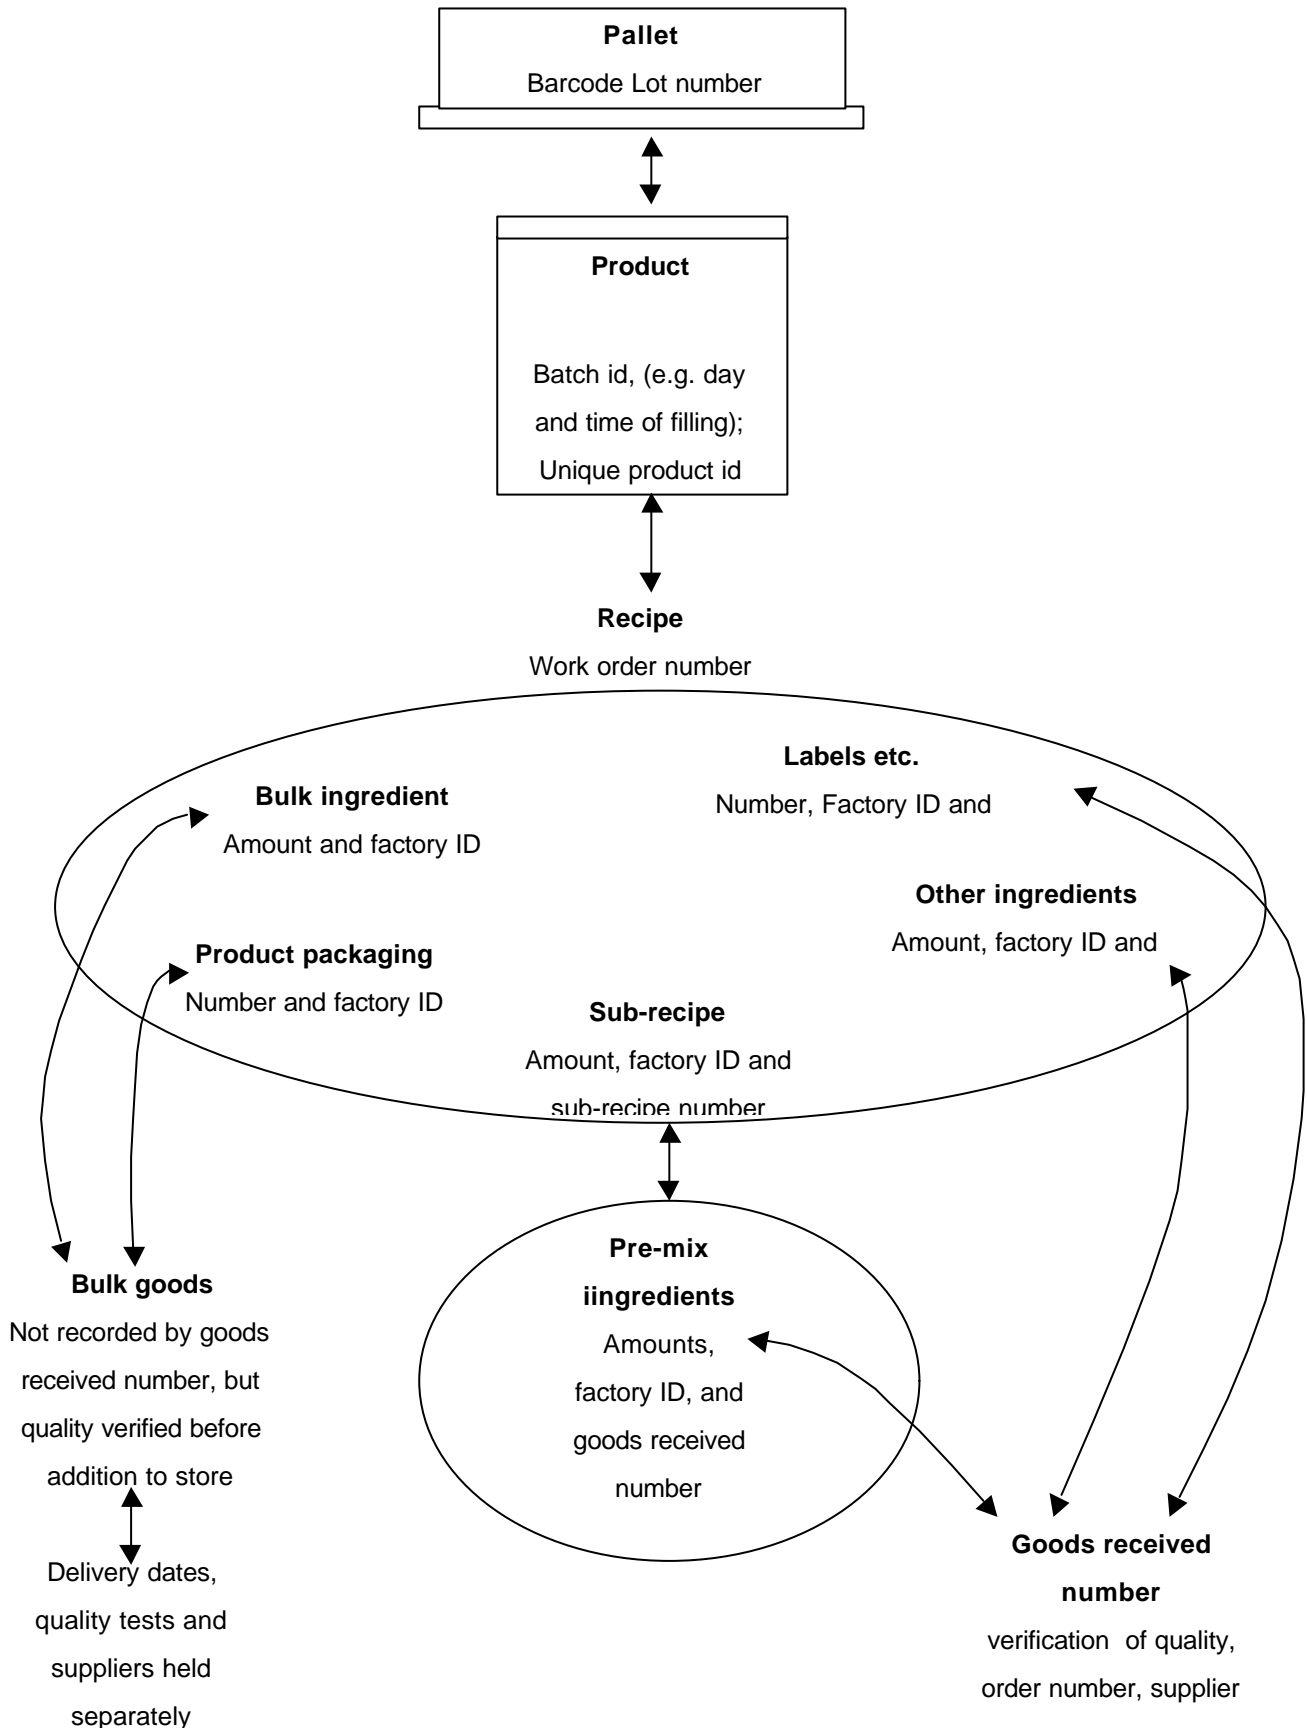 Pallet
Barcode Lot number
Product
Batch id, (e.g. day
and time of filling);
Unique product id
Recipe
Work order number
Labels etc.
Number, Factory ID and
Bulk ingredient
Amount and factory ID
Other ingredients
Amount, factory ID and
Product packaging
Number and factory ID
Sub-recipe
Amount, factory ID and
sub-recipe number
Pre-mix
iingredients
Amounts,
factory ID, and
goods received
number
Bulk goods
Not recorded by goods
received number, but
quality verified before
addition to store
Delivery dates,
quality tests and
suppliers held
separately
Goods received
number
verification of quality,
order number, supplier